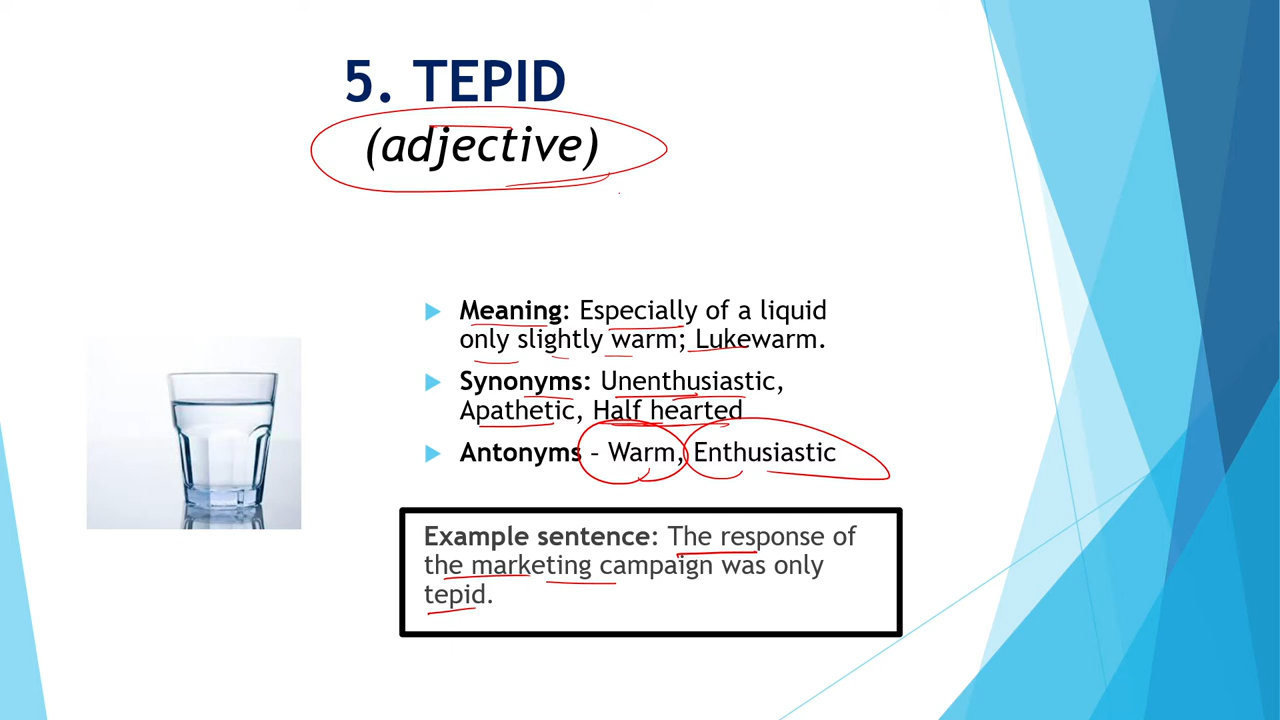 5. TEPID
(adjective)
Meaning: Especially of a liquid
only slightly warm; Lukewarm.
Synonyms: Unenthusiastic,
Apathetic, Half hearted
Antonyms - Warm, Enthusiastic
Example sentence: The response of
the marketing campaign was only
tepid.